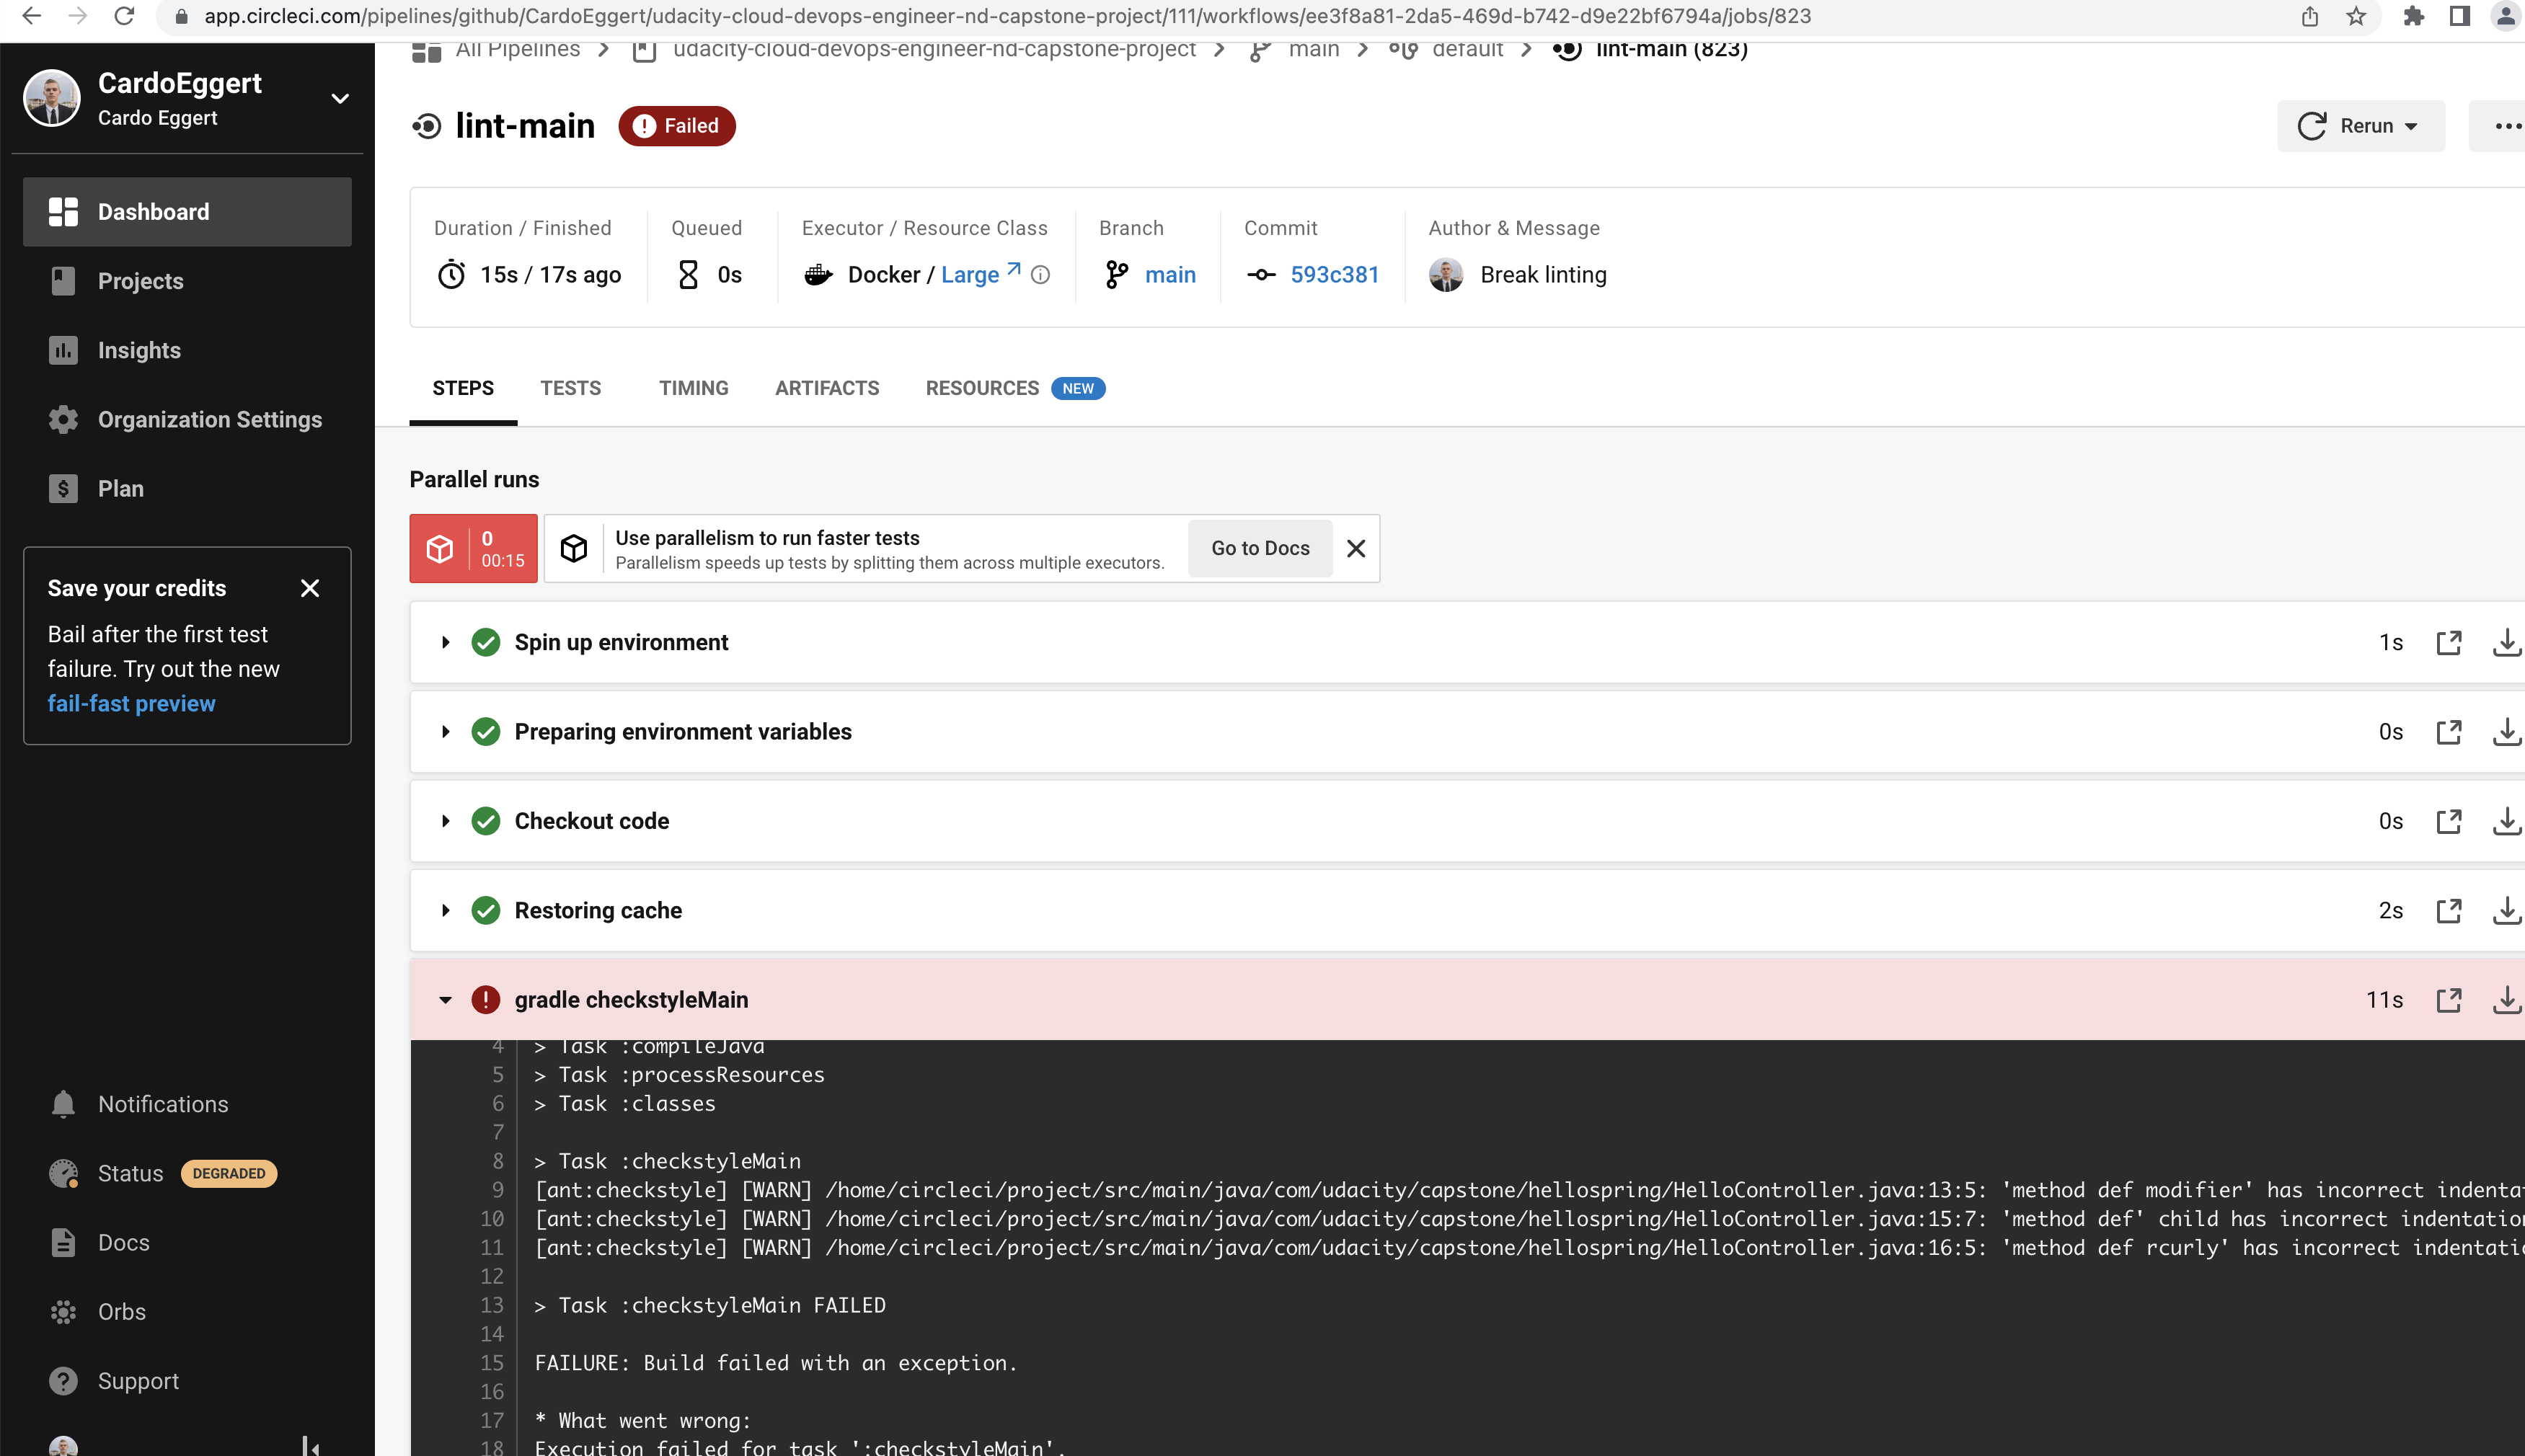 app.circleci.com/pipelines/github/CardoEggert/udacity-cloud-devops-engineer-nd-capstone-project/111/workflows/ee3f8a81-2da5-469d-b742-d9e22bf6794a/jobs/823
All Pipelines udacity-cloud-devops-engineer-nd-capstone-project main default lint-main (823)
CardoEggert
Cardo Eggert
Dashboard
Projects
Insights
Organization Settings
Plan
Save your credits
Bail after the first test
failure. Try out the new
fail-fast preview
Notifications
Status DEGRADED
Docs
Orbs
Support
lint-main Failed
Rerun
Duration / Finished
15s / 17s ago
Queued
0s
Executor / Resource Class
Docker / Large
Branch
main
Commit
593c381
Author & Message
Break linting
STEPS TESTS TIMING ARTIFACTS RESOURCES NEW
Parallel runs
0
00:15
Use parallelism to run faster tests
Parallelism speeds up tests by splitting them across multiple executors.
Go to Docs
Spin up environment 1s
Preparing environment variables 0s
Checkout code 0s
Restoring cache 2s
gradle checkstyleMain 11s
4 > Task :compileJava
5 > Task :processResources
6 > Task :classes
7
8 > Task :checkstyleMain
9 [ant:checkstyle] [WARN] /home/circleci/project/src/main/java/com/udacity/capstone/hellospring/HelloController.java:13:5: 'method def modifier' has incorrect indenta
10 [ant:checkstyle] [WARN] /home/circleci/project/src/main/java/com/udacity/capstone/hellospring/HelloController.java:15:7: 'method def' child has incorrect indentation
11 [ant:checkstyle] [WARN] /home/circleci/project/src/main/java/com/udacity/capstone/hellospring/HelloController.java:16:5: 'method def rcurly' has incorrect indentati
12
13 > Task :checkstyleMain FAILED
14
15 FAILURE: Build failed with an exception.
16
17 * What went wrong:
18 Execution failed for task ':checkstyleMain'.